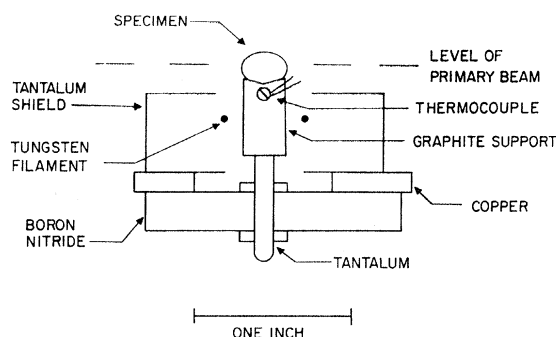 SPECIMEN
LEVEL OF
PRIMARY BEAM
TANTALUM
SHIELD
THERMOCOUPLE
TUNGSTEN
FILAMENT
GRAPHITE SUPPORT
COPPER
BORON
NITRIDE
TANTALUM
ONE INCH